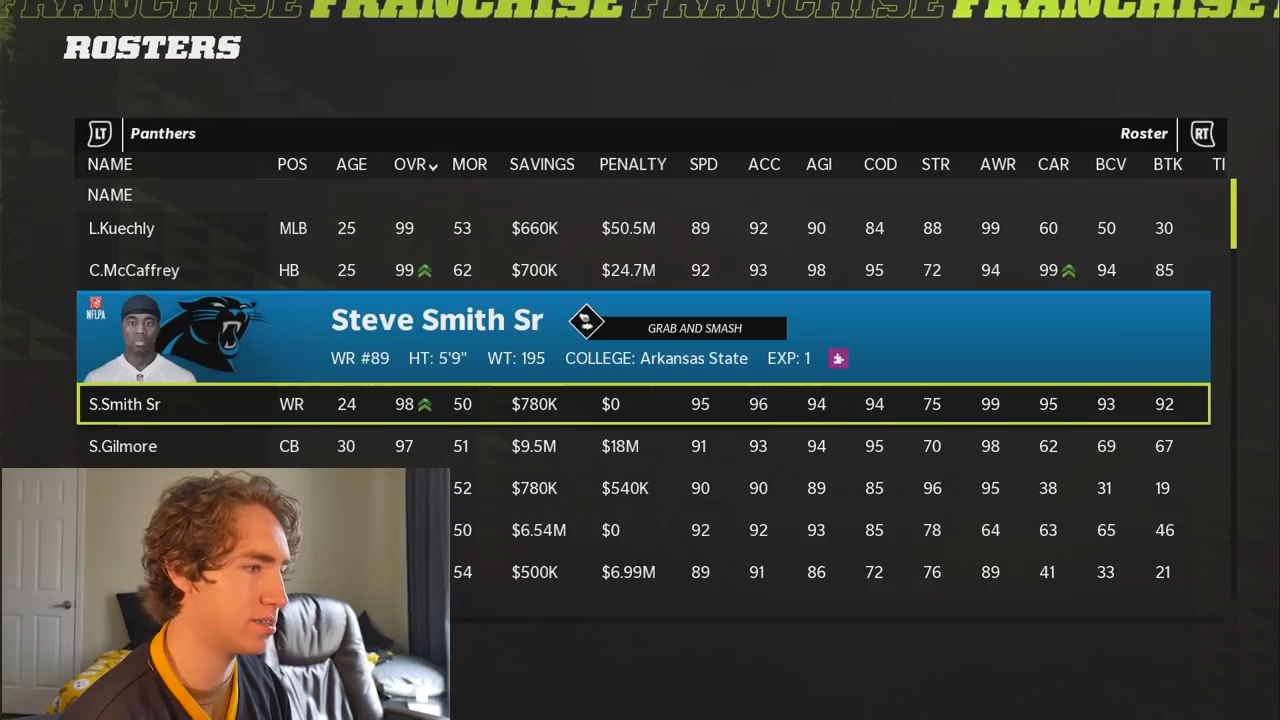 FRANCHISE FRANCHISE FRANCHISE FRANCHISE
ROSTERS
LT Panthers Roster RT
NAME POS AGE OVR MOR SAVINGS PENALTY SPD ACC AGI COD STR AWR CAR BCV BTK
NAME
L.Kuechly MLB 25 99 53 $660K $50.5M 89 92 90 84 88 99 60 50 30
C.McCaffrey HB 25 99 62 $700K $24.7M 92 93 98 95 72 94 99 94 85
NFLPA
Steve Smith Sr GRAB AND SMASH
WR #89 HT: 5'9" WT: 195 COLLEGE: Arkansas State EXP: 1
S.Smith Sr WR 24 98 50 $780K $0 95 96 94 94 75 99 95 93 92
S.Gilmore CB 30 97 51 $9.5M $18M 91 93 94 95 70 98 62 69 67
52 $780K $540K 90 90 89 85 96 95 38 31 19
50 $6.54M $0 92 92 93 85 78 64 63 65 46
54 $500K $6.99M 89 91 86 72 76 89 41 33 21